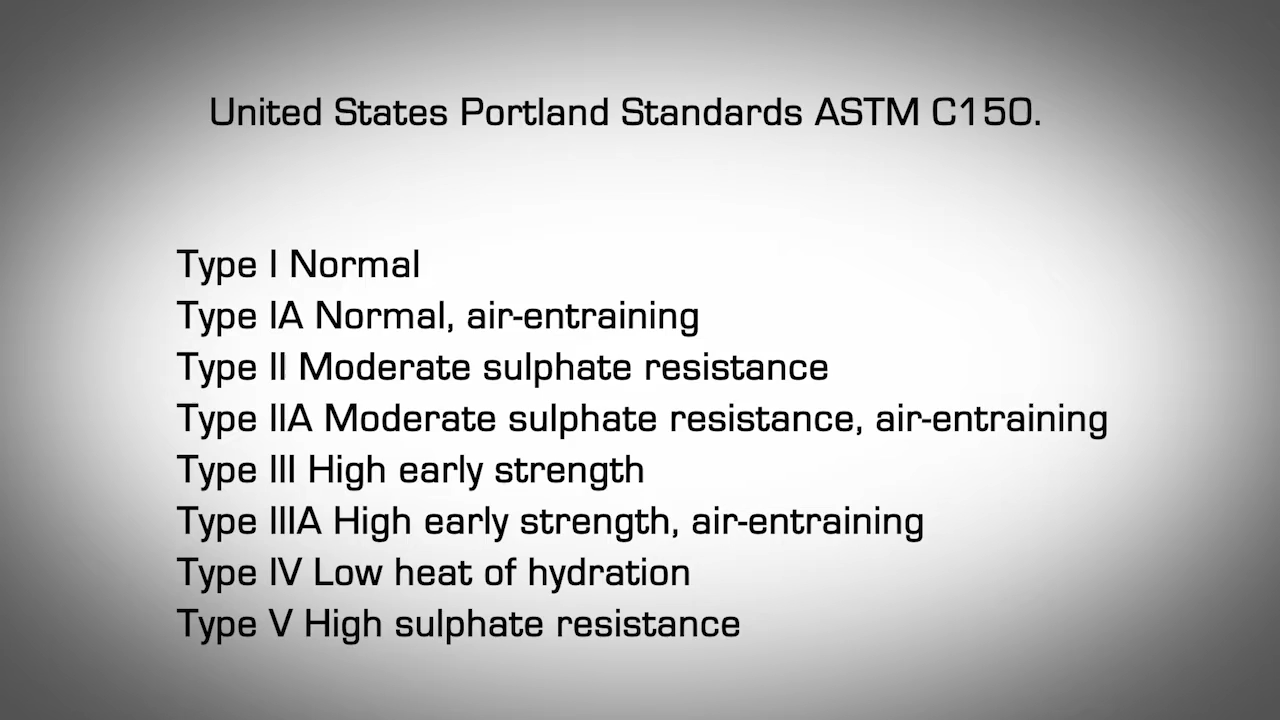 United States Portland Standards ASTM C150.
Type I Normal
Type IA Normal, air-entraining
Type II Moderate sulphate resistance
Type IIA Moderate sulphate resistance, air-entraining
Type III High early strength
Type IIIA High early strength, air-entraining
Type IV Low heat of hydration
Type V High sulphate resistance